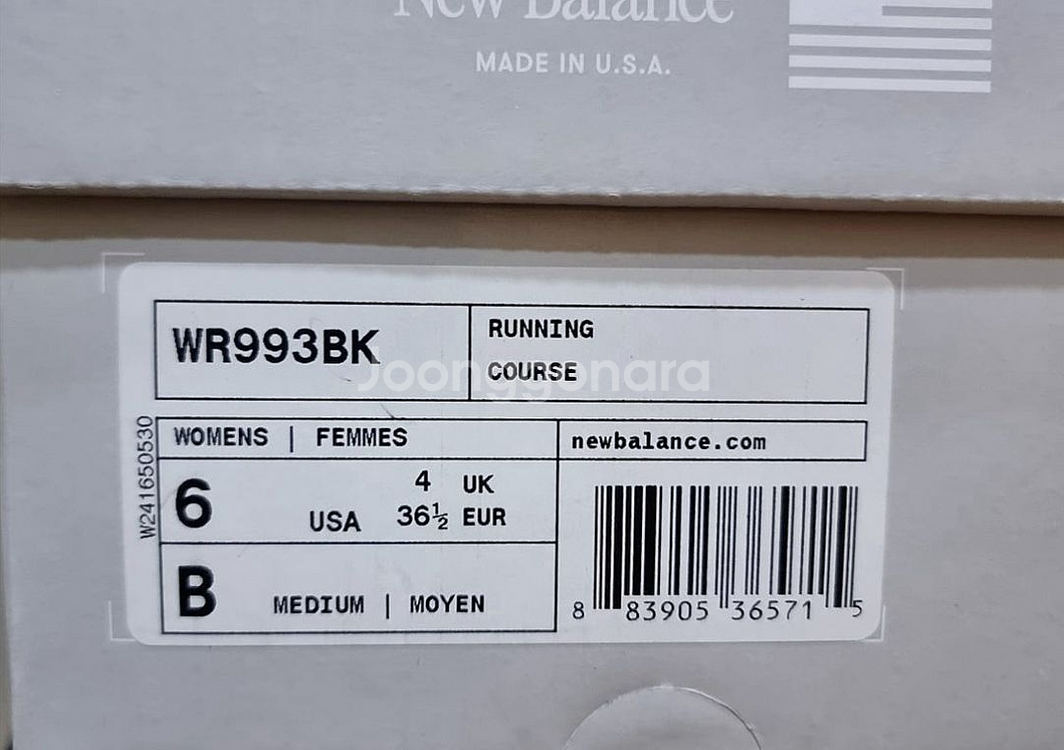 New Balance
MADE IN U.S.A.
WR993BK
RUNNING
COURSE
Joonggonara
WOMENS | FEMMES
newbalance.com
W241650530
6 USA 4 UK
36½ EUR
B MEDIUM | MOYEN
8 83905 36571 5